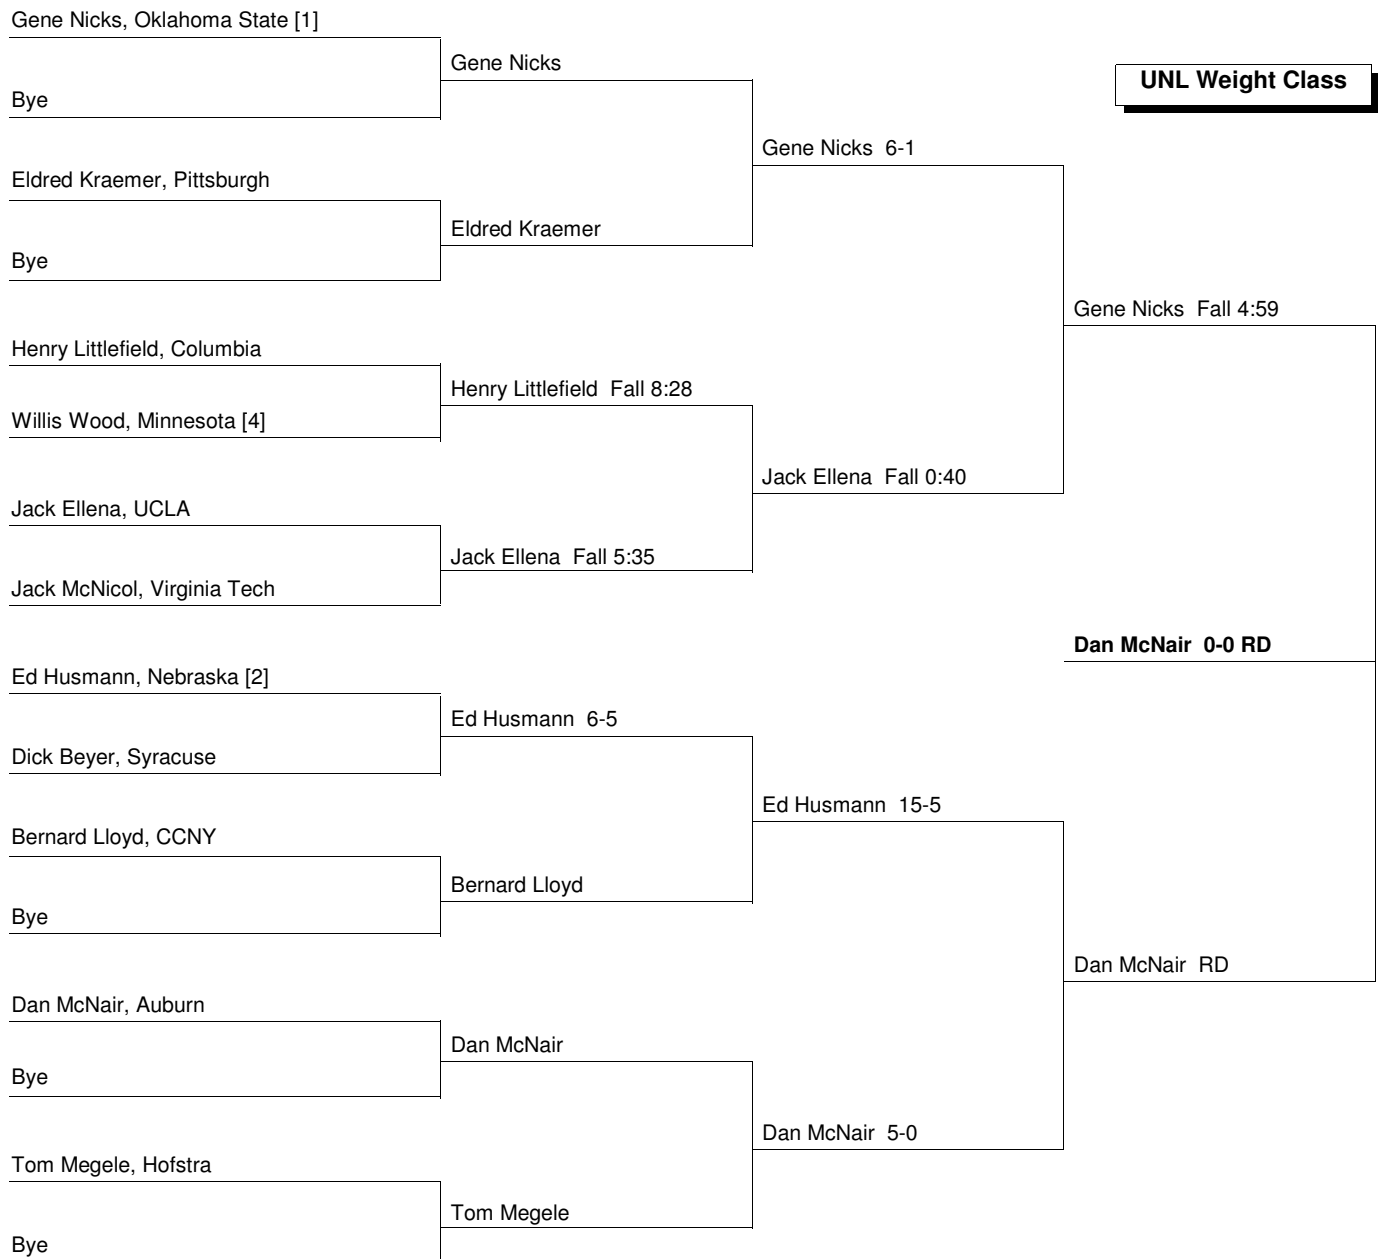 Gene Nicks, Oklahoma State [1]
Bye
Eldred Kraemer, Pittsburgh
Bye
Henry Littlefield, Columbia
Willis Wood, Minnesota [4]
Jack Ellena, UCLA
Jack McNicol, Virginia Tech
Ed Husmann, Nebraska [2]
Dick Beyer, Syracuse
Bernard Lloyd, CCNY
Bye
Dan McNair, Auburn
Bye
Tom Megele, Hofstra
Bye
Gene Nicks
Eldred Kraemer
Henry Littlefield Fall 8:28
Jack Ellena Fall 5:35
Ed Husmann 6-5
Bernard Lloyd
Dan McNair
Tom Megele
Gene Nicks 6-1
Jack Ellena Fall 0:40
Ed Husmann 15-5
Dan McNair 5-0
UNL Weight Class
Gene Nicks Fall 4:59
Dan McNair 0-0 RD
Dan McNair RD